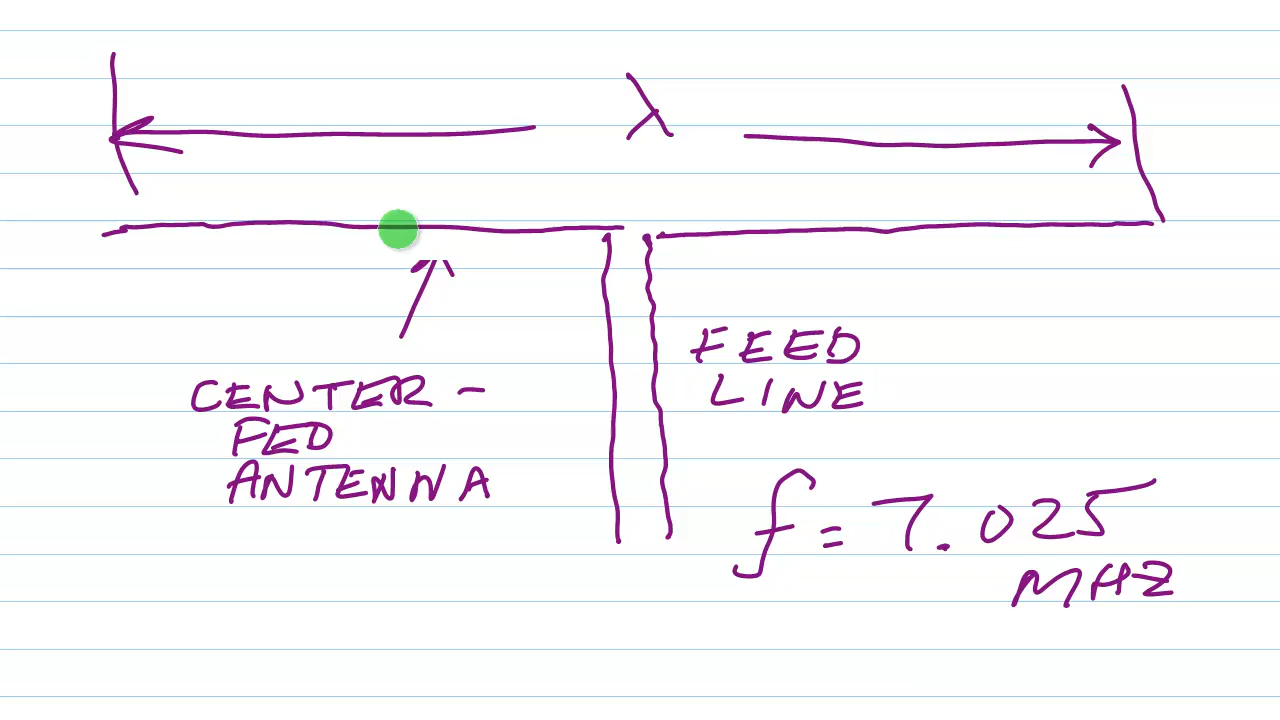 λ
CENTER-
FED
ANTENNA
FEED
LINE
f = 7.025
MHZ